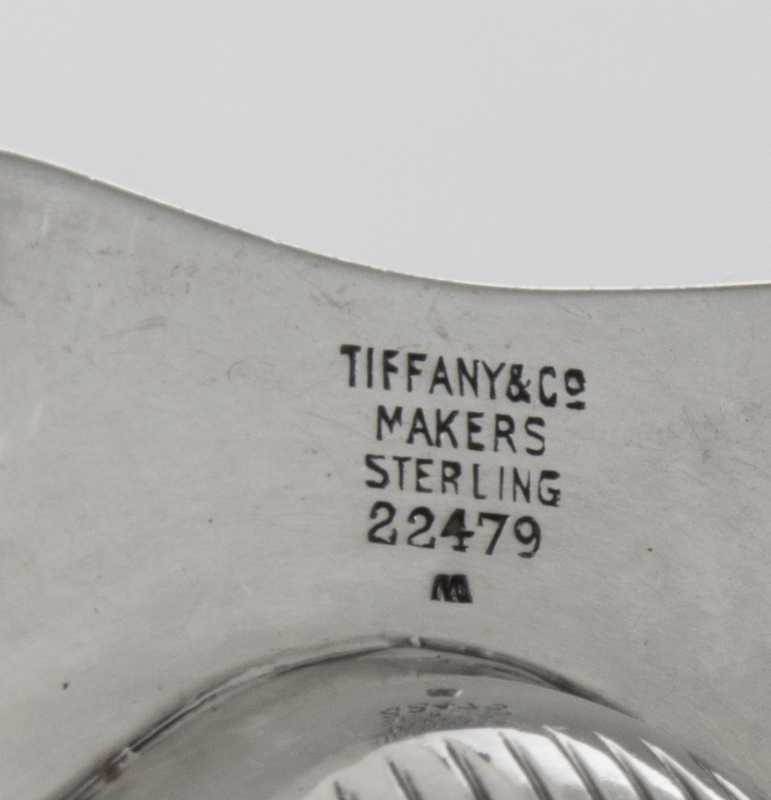 TIFFANY & Cº
MAKERS
STERLING
22479
M